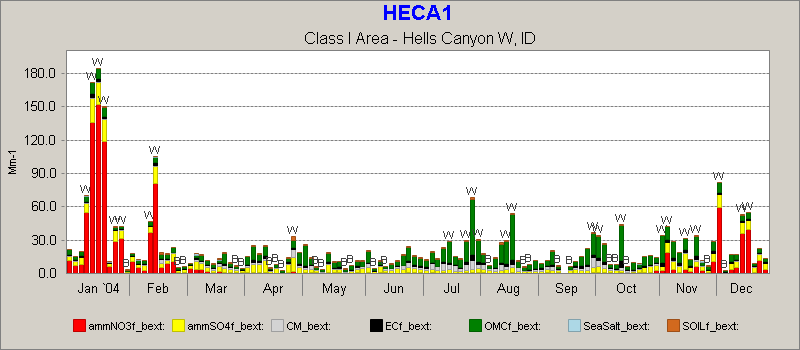 HECA1
Class I Area - Hells Canyon W, ID
Mm-1
180.0
150.0
120.0
90.0
60.0
30.0
0.0
Jan '04 Feb Mar Apr May Jun Jul Aug Sep Oct Nov Dec
ammNO3f_bext: ammSO4f_bext: CM_bext: ECf_bext: OMCf_bext: SeaSalt_bext: SOILf_bext: